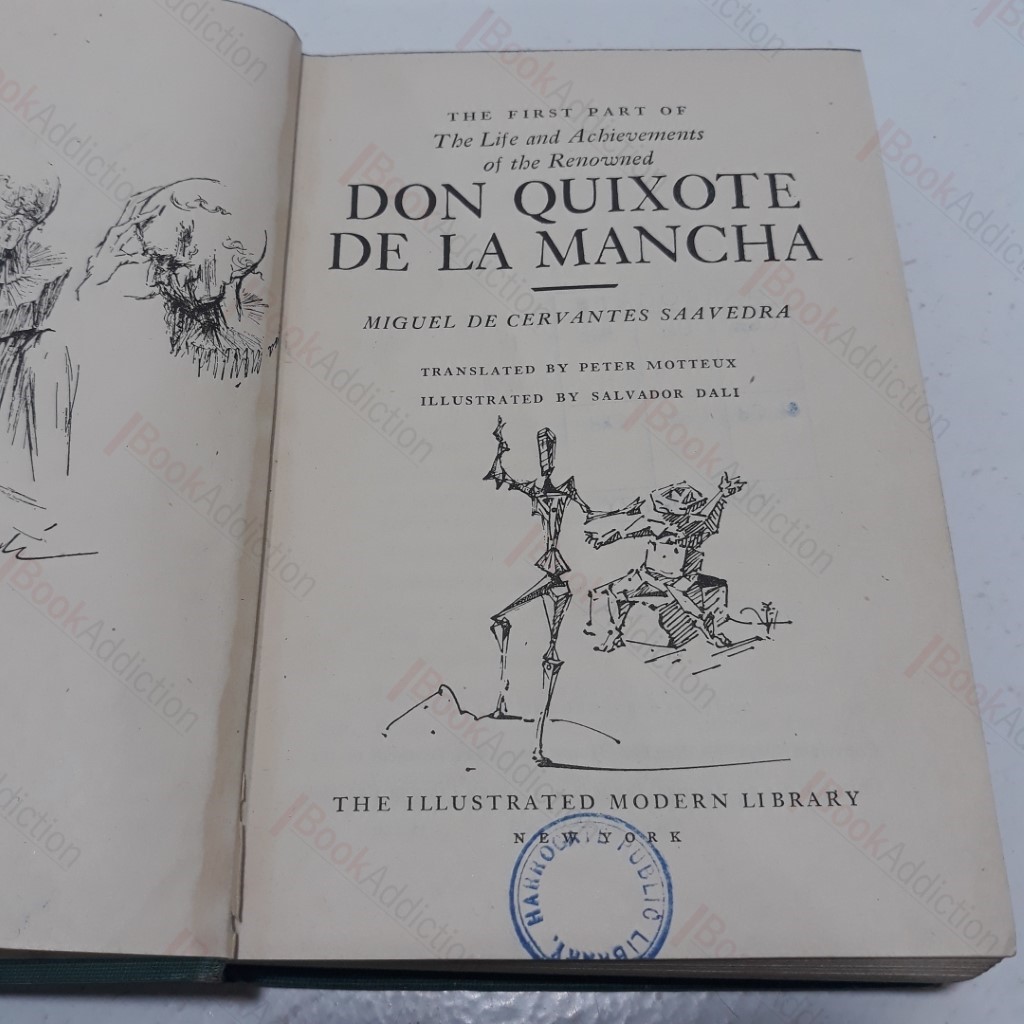 THE FIRST PART OF
The Life and Achievements
of the Renowned
DON QUIXOTE
DE LA MANCHA
MIGUEL DE CERVANTES SAAVEDRA
TRANSLATED BY PETER MOTTEUX
ILLUSTRATED BY SALVADOR DALI
THE ILLUSTRATED MODERN LIBRARY
NEW YORK
PUBLIC
BookAddiction